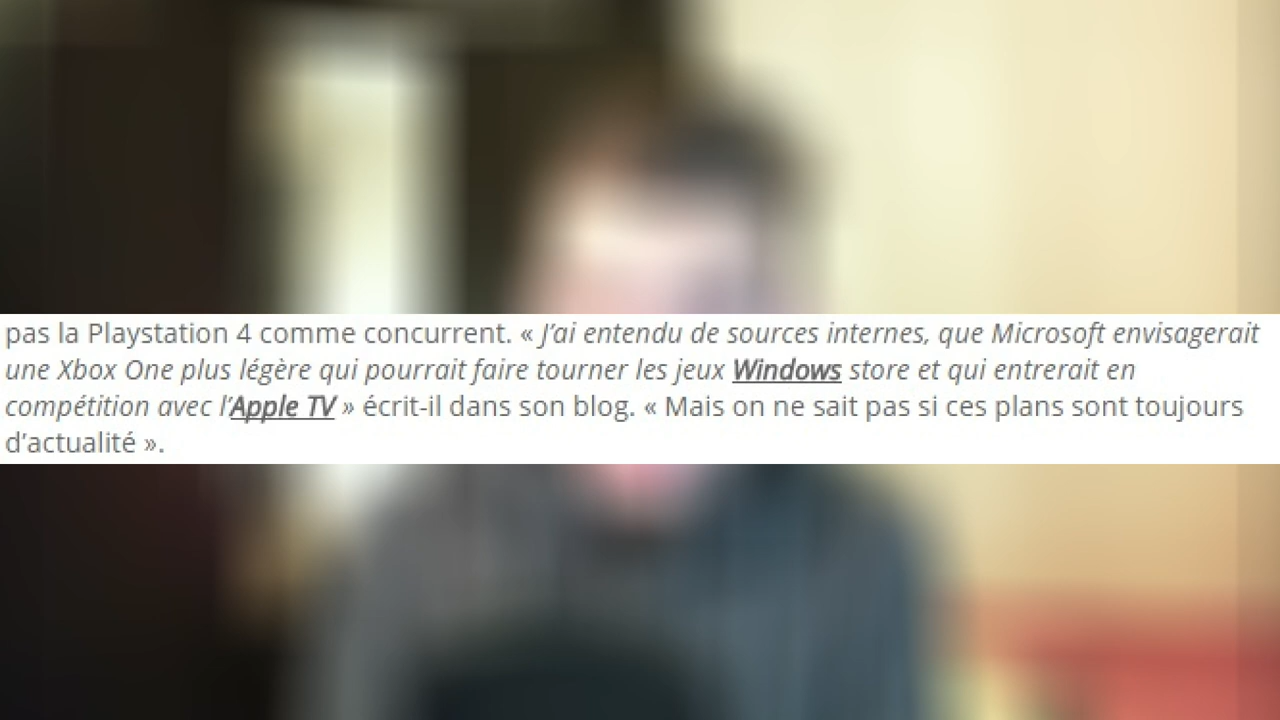 pas la Playstation 4 comme concurrent. « J’ai entendu de sources internes, que Microsoft envisagerait
une Xbox One plus légère qui pourrait faire tourner les jeux Windows store et qui entrerait en
compétition avec l’Apple TV » écrit-il dans son blog. « Mais on ne sait pas si ces plans sont toujours
d’actualité ».